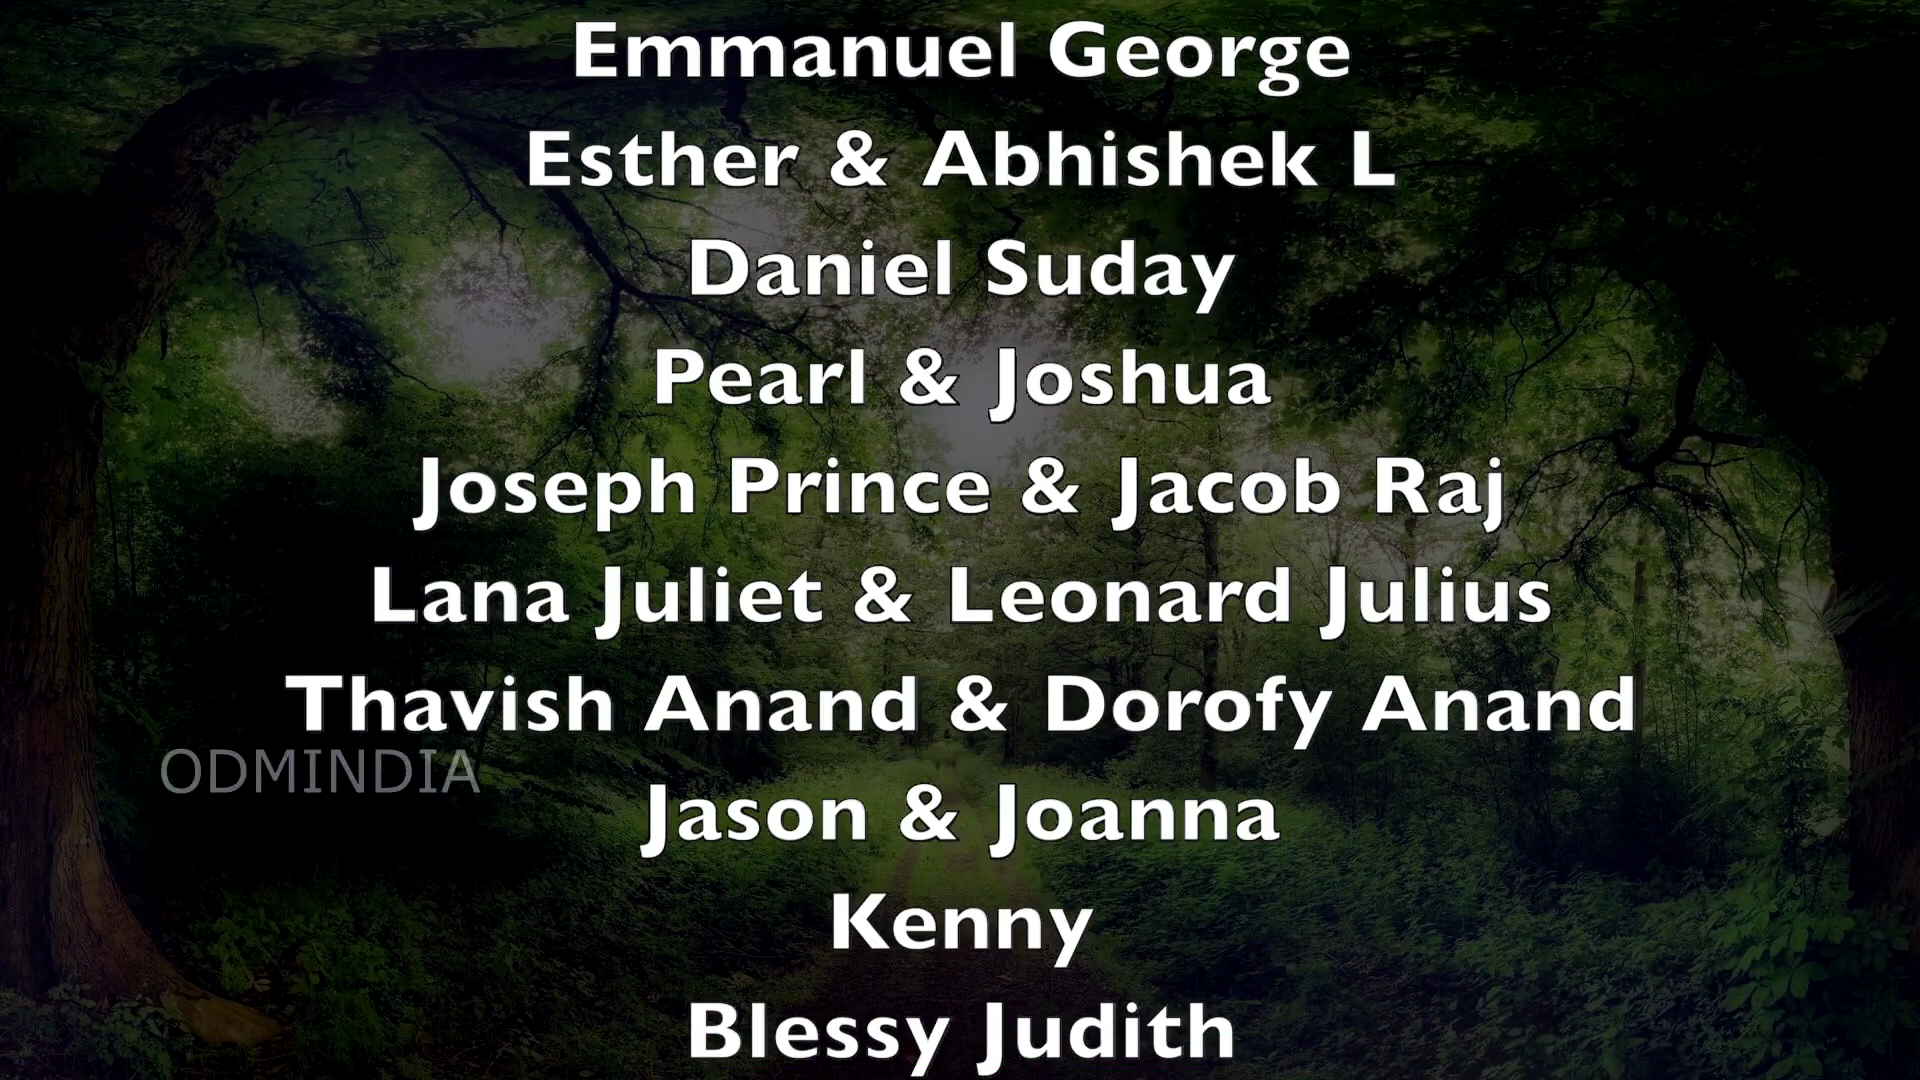 Emmanuel George
Esther & Abhishek L
Daniel Suday
Pearl & Joshua
Joseph Prince & Jacob Raj
Lana Juliet & Leonard Julius
Thavish Anand & Dorofy Anand
ODMINDIA
Jason & Joanna
Kenny
Blessy Judith